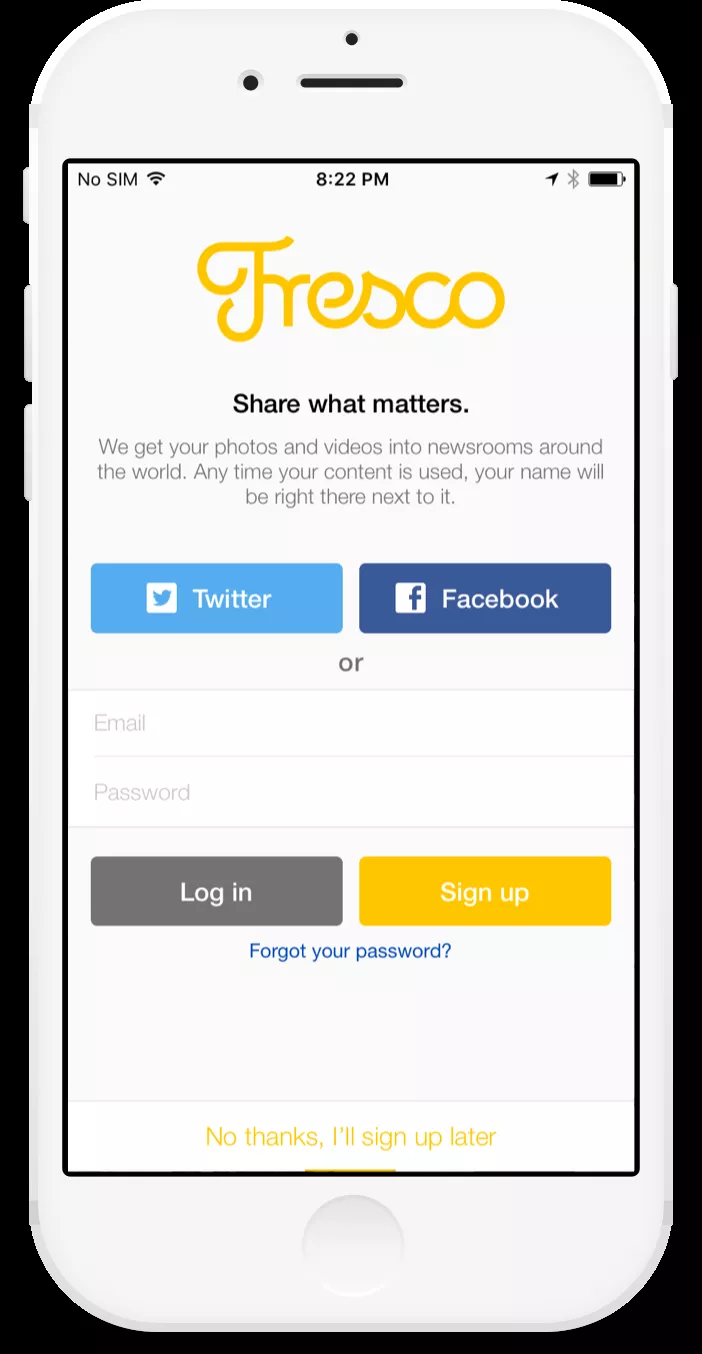 No SIM 8:22 PM
Fresco
Share what matters.
We get your photos and videos into newsrooms around
the world. Any time your content is used, your name will
be right there next to it.
Twitter Facebook
or
Email
Password
Log in Sign up
Forgot your password?
No thanks, I'll sign up later